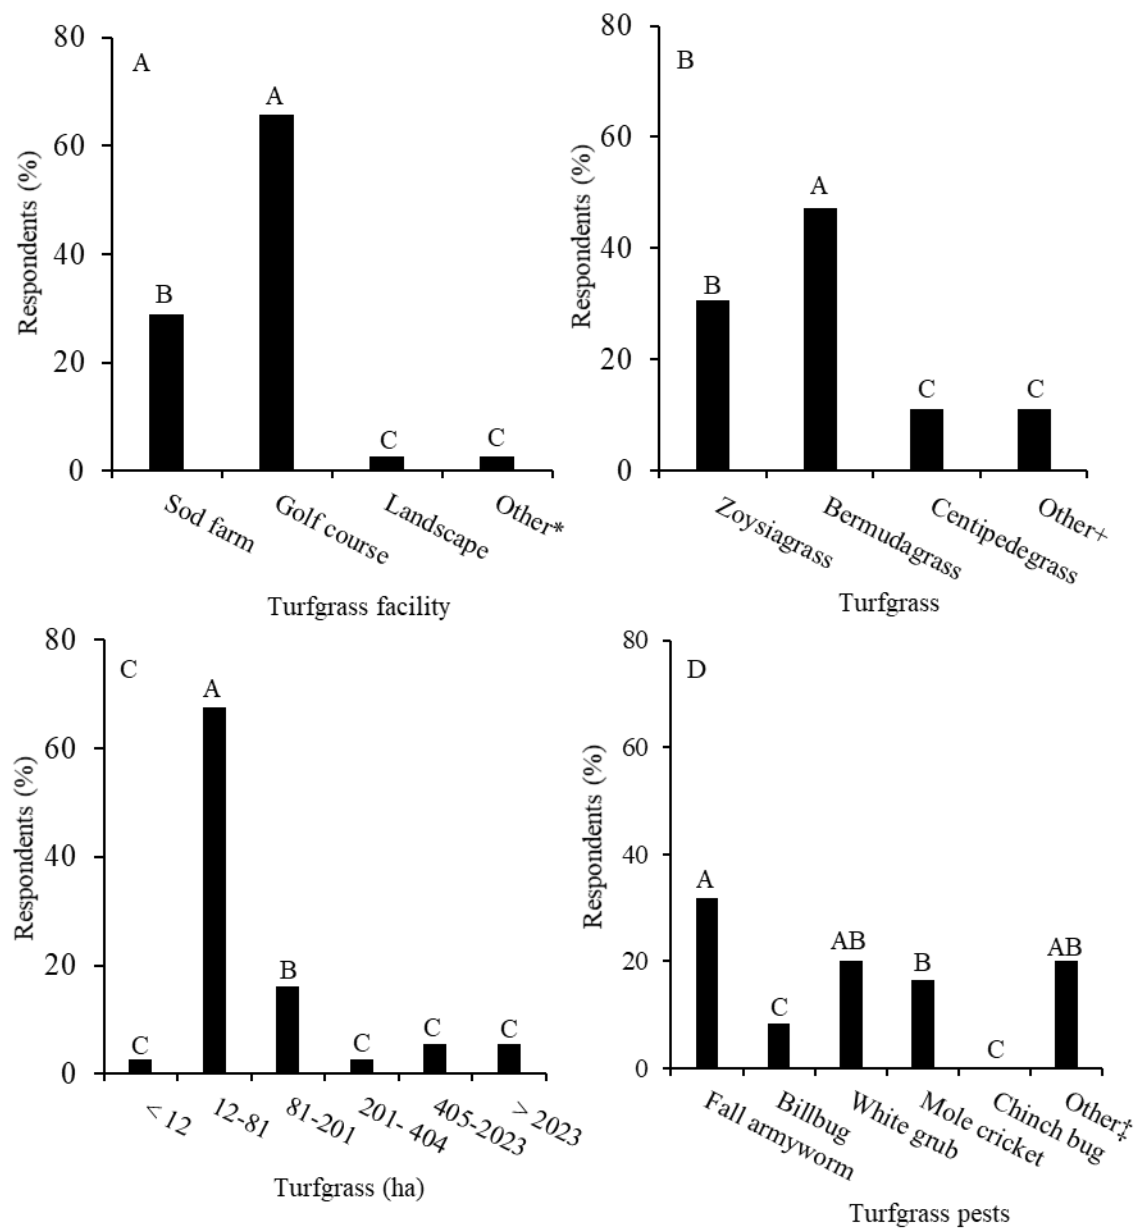 A
Respondents (%)
80
60
40
20
0
B
A
C
C
Sod farm
Golf course
Landscape
Other*
Turfgrass facility
B
Respondents (%)
80
60
40
20
0
B
A
C
C
Zoysiagrass
Bermudagrass
Centipedegrass
Other+
Turfgrass
C
Respondents (%)
80
60
40
20
0
C
A
B
C
C
C
< 12
12-81
81-201
201- 404
405-2023
> 2023
Turfgrass (ha)
D
Respondents (%)
80
60
40
20
0
A
C
AB
B
C
AB
Fall armyworm
Billbug
White grub
Mole cricket
Chinch bug
Other‡
Turfgrass pests